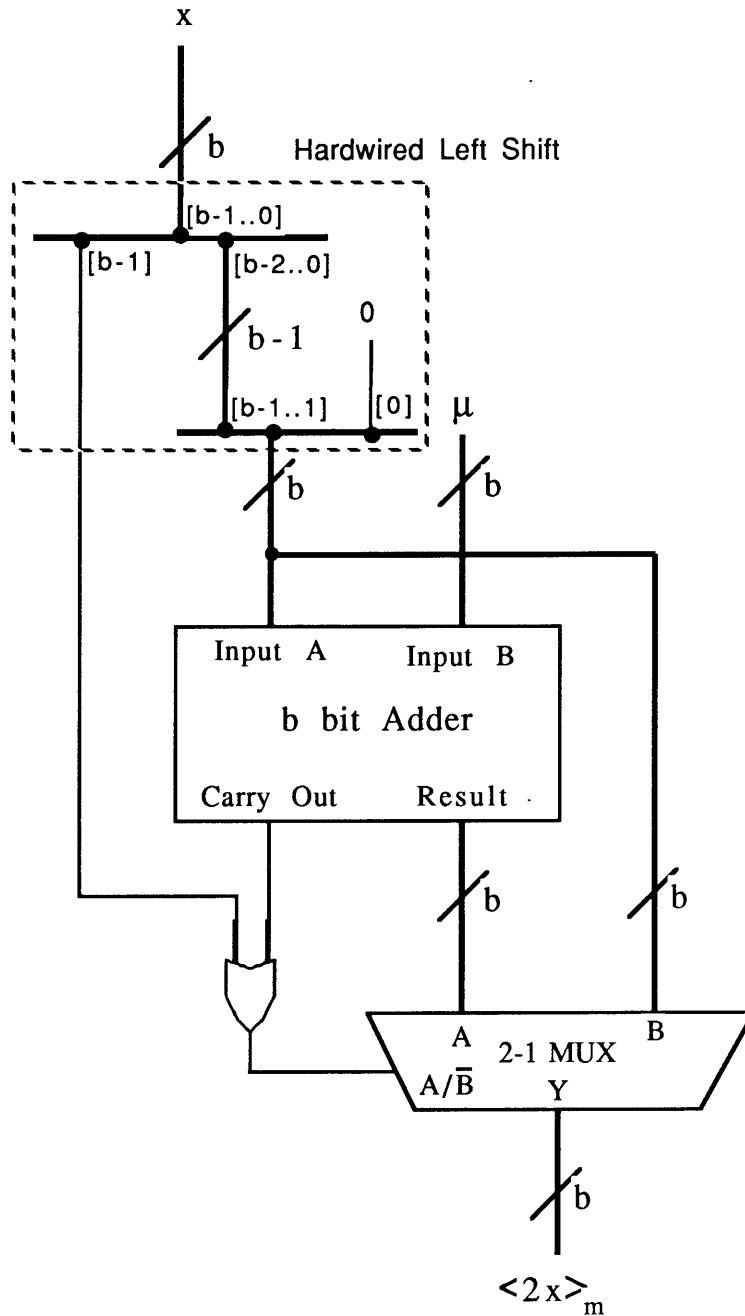 x
b
Hardwired Left Shift
[b-1..0]
[b-1]
[b-2..0]
0
b-1
[b-1..1]
[0]
μ
b
b
Input A
Input B
b bit Adder
Carry Out
Result
b
b
A
B
2-1 MUX
A/B̅
Y
b
<2x>ₘ